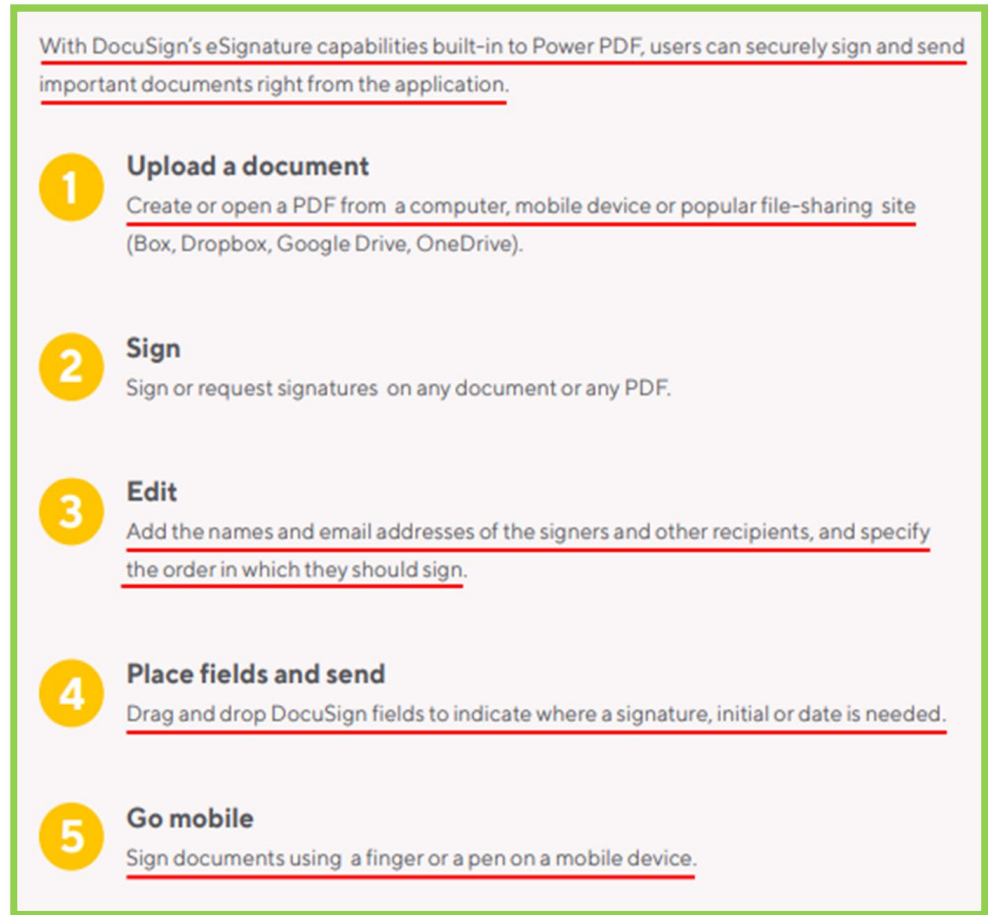 With DocuSign’s eSignature capabilities built-in to Power PDF, users can securely sign and send
important documents right from the application.
1
Upload a document
Create or open a PDF from a computer, mobile device or popular file-sharing site
(Box, Dropbox, Google Drive, OneDrive).
2
Sign
Sign or request signatures on any document or any PDF.
3
Edit
Add the names and email addresses of the signers and other recipients, and specify
the order in which they should sign.
4
Place fields and send
Drag and drop DocuSign fields to indicate where a signature, initial or date is needed.
5
Go mobile
Sign documents using a finger or a pen on a mobile device.